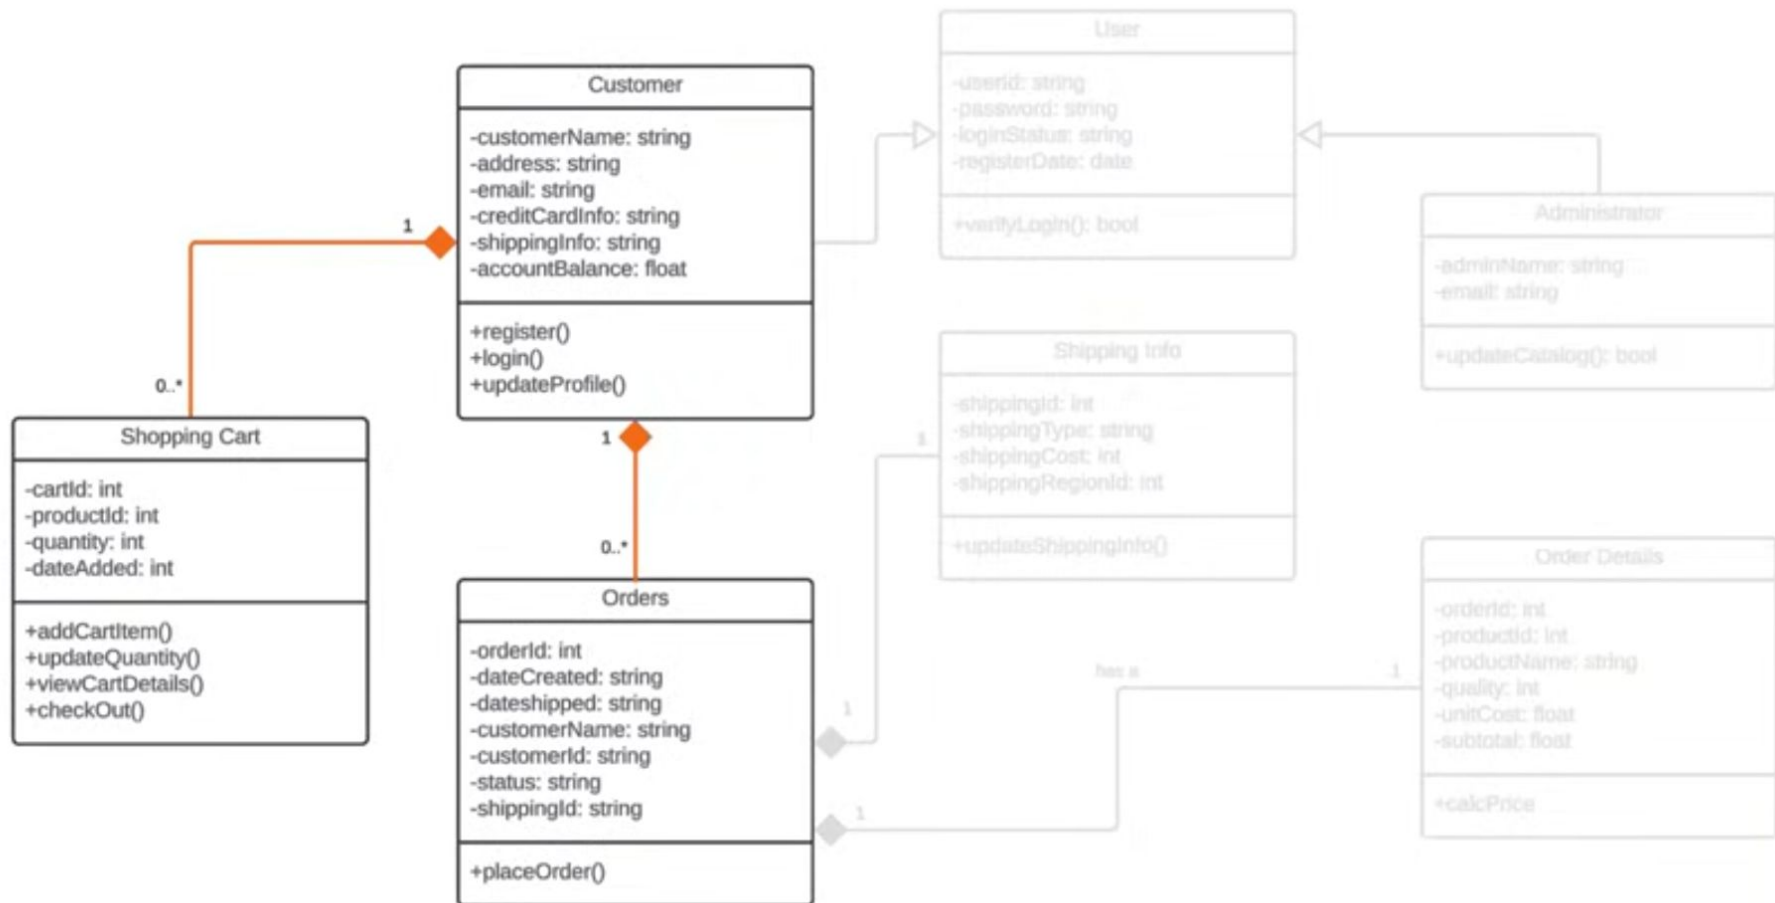 User
-userId: string
-password: string
-loginStatus: string
-registerDate: date
+verifyLogin(): bool
Customer
-customerName: string
-address: string
-email: string
-creditCardInfo: string
-shippingInfo: string
-accountBalance: float
+register()
+login()
+updateProfile()
Administrator
-adminName: string
-email: string
+updateCatalog(): bool
1
0..*
Shopping Cart
-cartId: int
-productId: int
-quantity: int
-dateAdded: int
+addCartItem()
+updateQuantity()
+viewCartDetails()
+checkOut()
1
0..*
Shipping Info
-shippingId: int
-shippingType: string
-shippingCost: int
-shippingRegionId: int
+updateShippingInfo()
1
Orders
-orderId: int
-dateCreated: string
-dateshipped: string
-customerName: string
-customerId: string
-status: string
-shippingId: string
+placeOrder()
1
1
has a
1
Order Details
-orderId: int
-productId: int
-productName: string
-quality: int
-unitCost: float
-subtotal: float
+calcPrice